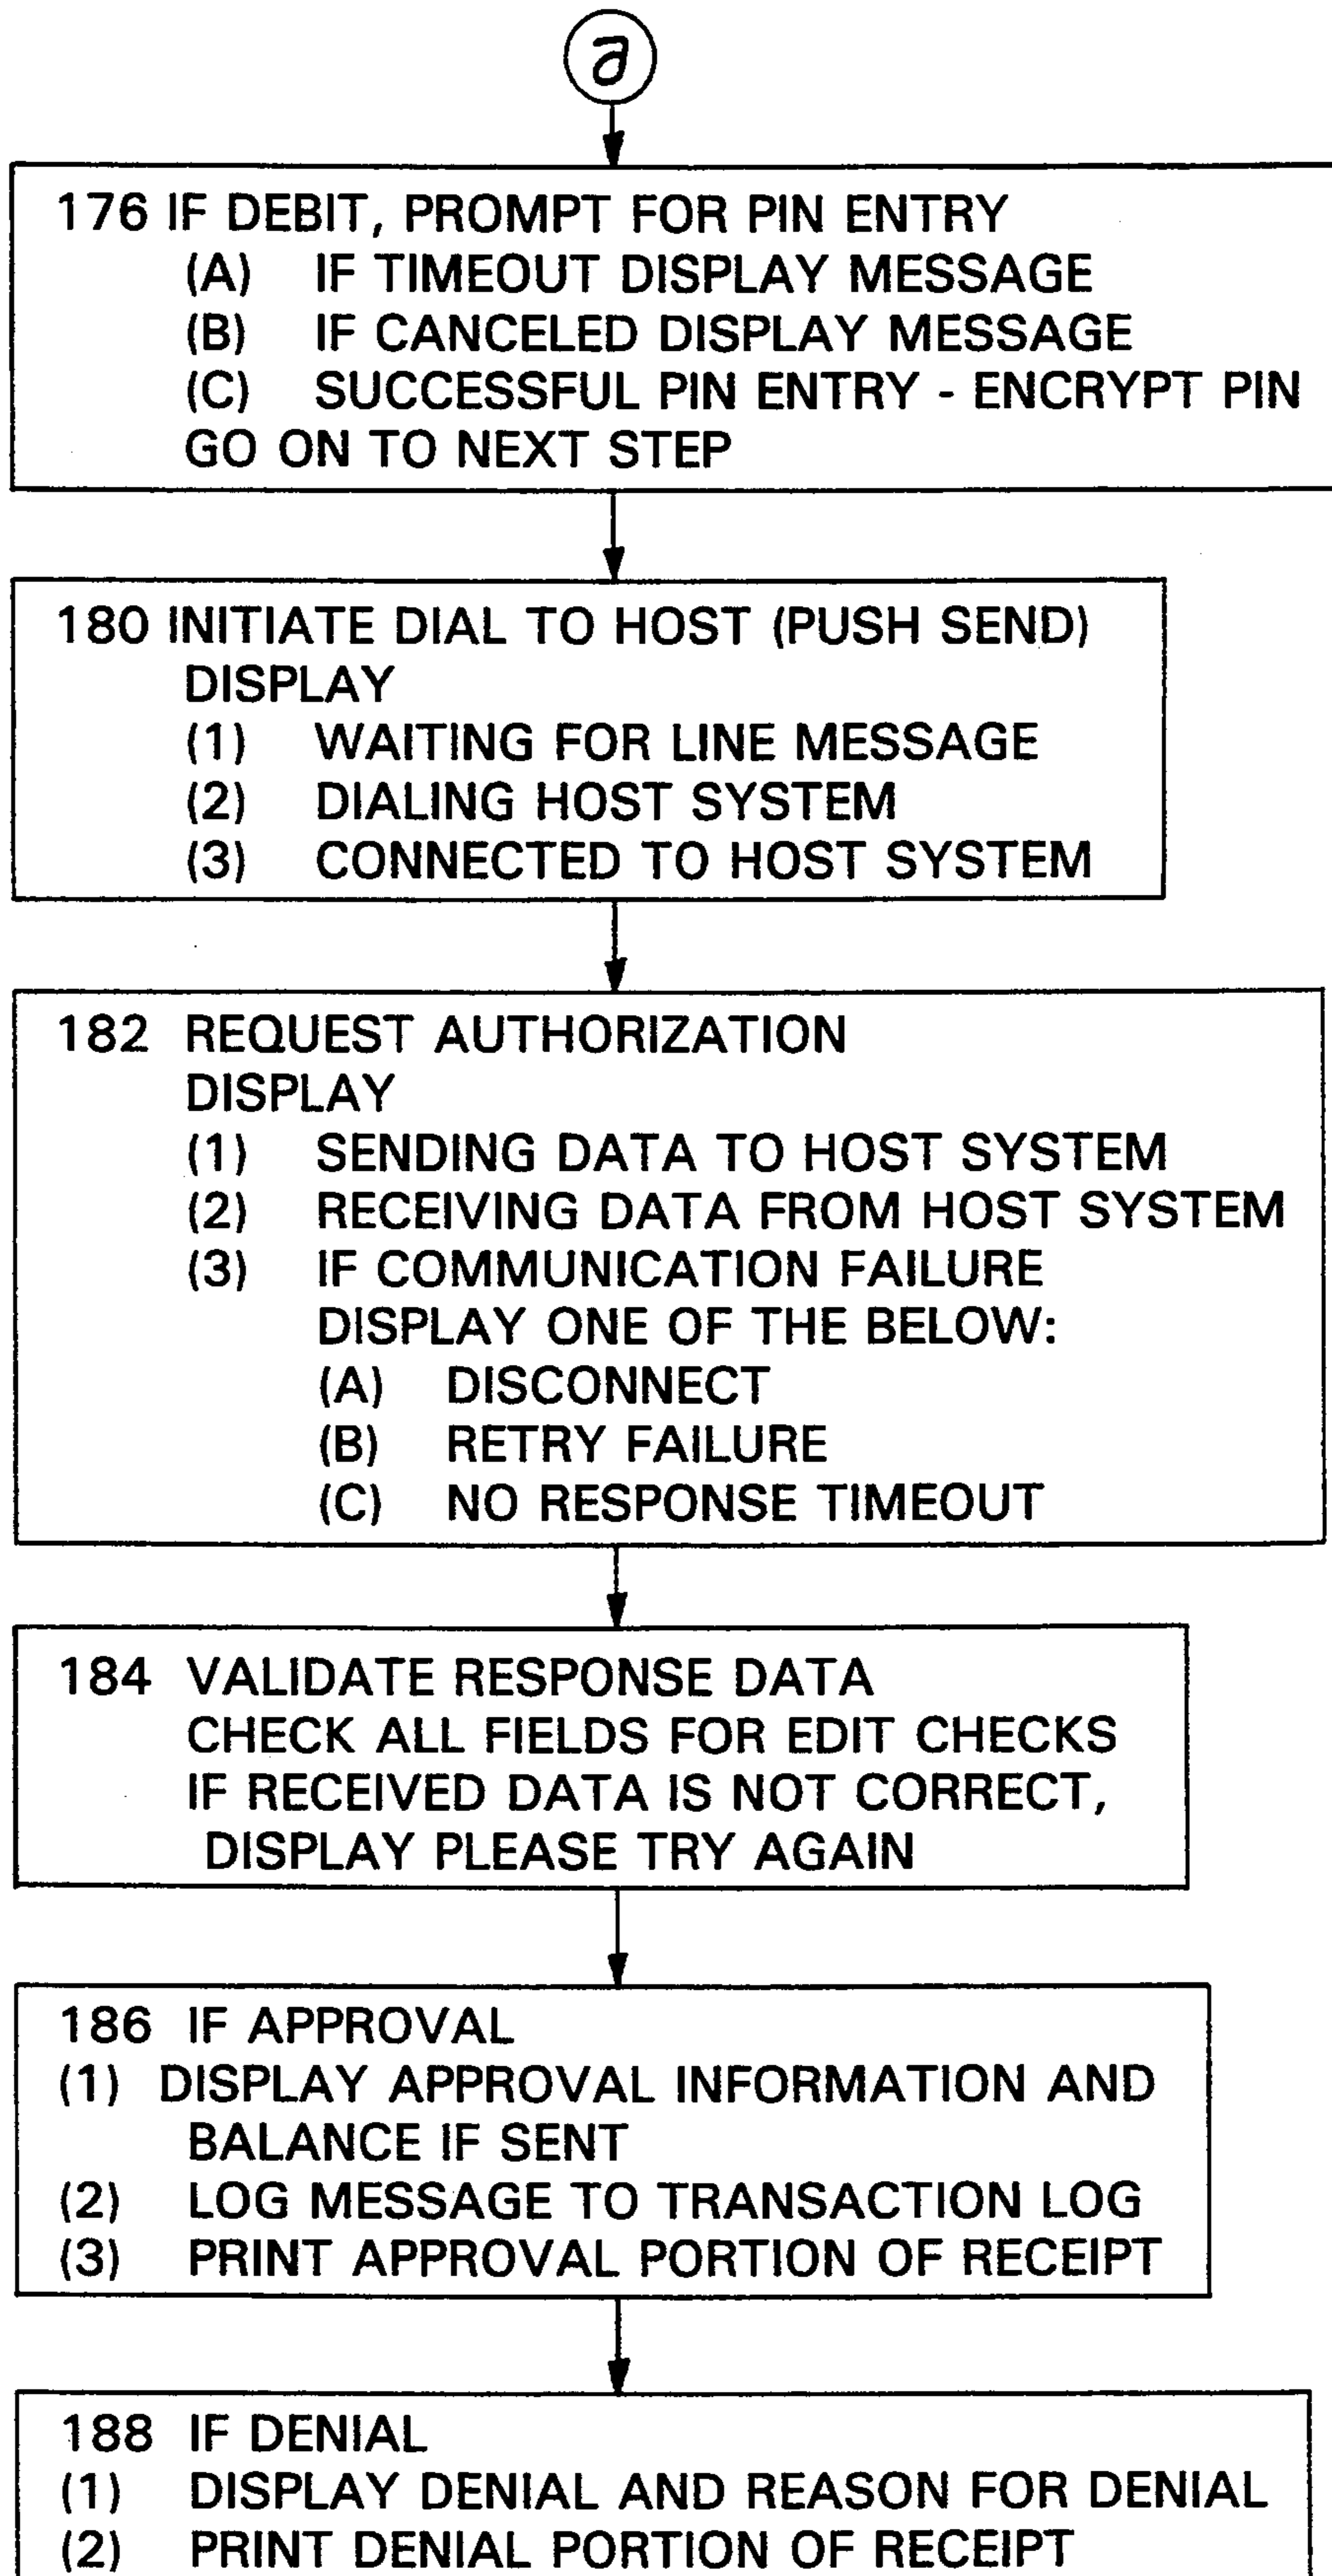 a
176 IF DEBIT, PROMPT FOR PIN ENTRY
(A) IF TIMEOUT DISPLAY MESSAGE
(B) IF CANCELED DISPLAY MESSAGE
(C) SUCCESSFUL PIN ENTRY - ENCRYPT PIN
GO ON TO NEXT STEP
180 INITIATE DIAL TO HOST (PUSH SEND)
DISPLAY
(1) WAITING FOR LINE MESSAGE
(2) DIALING HOST SYSTEM
(3) CONNECTED TO HOST SYSTEM
182 REQUEST AUTHORIZATION
DISPLAY
(1) SENDING DATA TO HOST SYSTEM
(2) RECEIVING DATA FROM HOST SYSTEM
(3) IF COMMUNICATION FAILURE
DISPLAY ONE OF THE BELOW:
(A) DISCONNECT
(B) RETRY FAILURE
(C) NO RESPONSE TIMEOUT
184 VALIDATE RESPONSE DATA
CHECK ALL FIELDS FOR EDIT CHECKS
IF RECEIVED DATA IS NOT CORRECT,
DISPLAY PLEASE TRY AGAIN
186 IF APPROVAL
(1) DISPLAY APPROVAL INFORMATION AND
BALANCE IF SENT
(2) LOG MESSAGE TO TRANSACTION LOG
(3) PRINT APPROVAL PORTION OF RECEIPT
188 IF DENIAL
(1) DISPLAY DENIAL AND REASON FOR DENIAL
(2) PRINT DENIAL PORTION OF RECEIPT